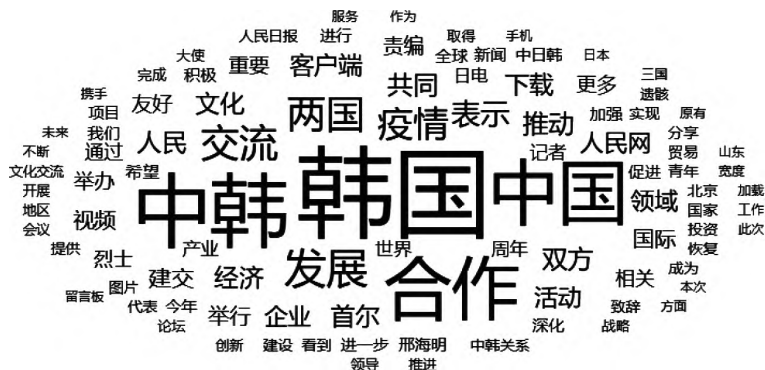 服务 作为
人民日报 进行 责编 取得 手机
大使 全球 新闻 中日韩 日本
完成 积极 重要 客户端 共同 日电 下载 更多 三国
携手 遗骸
项目 友好 文化 两国 疫情 表示 推动 加强 实现 原有
未来 我们 人民 交流 记者 人民网 分享
不断 通过 贸易 山东
文化交流 举办 希望 中韩 韩国 中国 促进 青年 宽度
开展 领域 北京 加载
地区 视频 国家 工作
会议 国际 投资 此次
提供 烈士 产业 发展 世界 周年 双方 恢复
建交 经济 合作 相关 成为
留言板 图片 活动 本次
代表 今年 举行 企业 首尔 致辞 方面
论坛 深化 战略
创新 建设 看到 进一步 邢海明 中韩关系
领导 推进